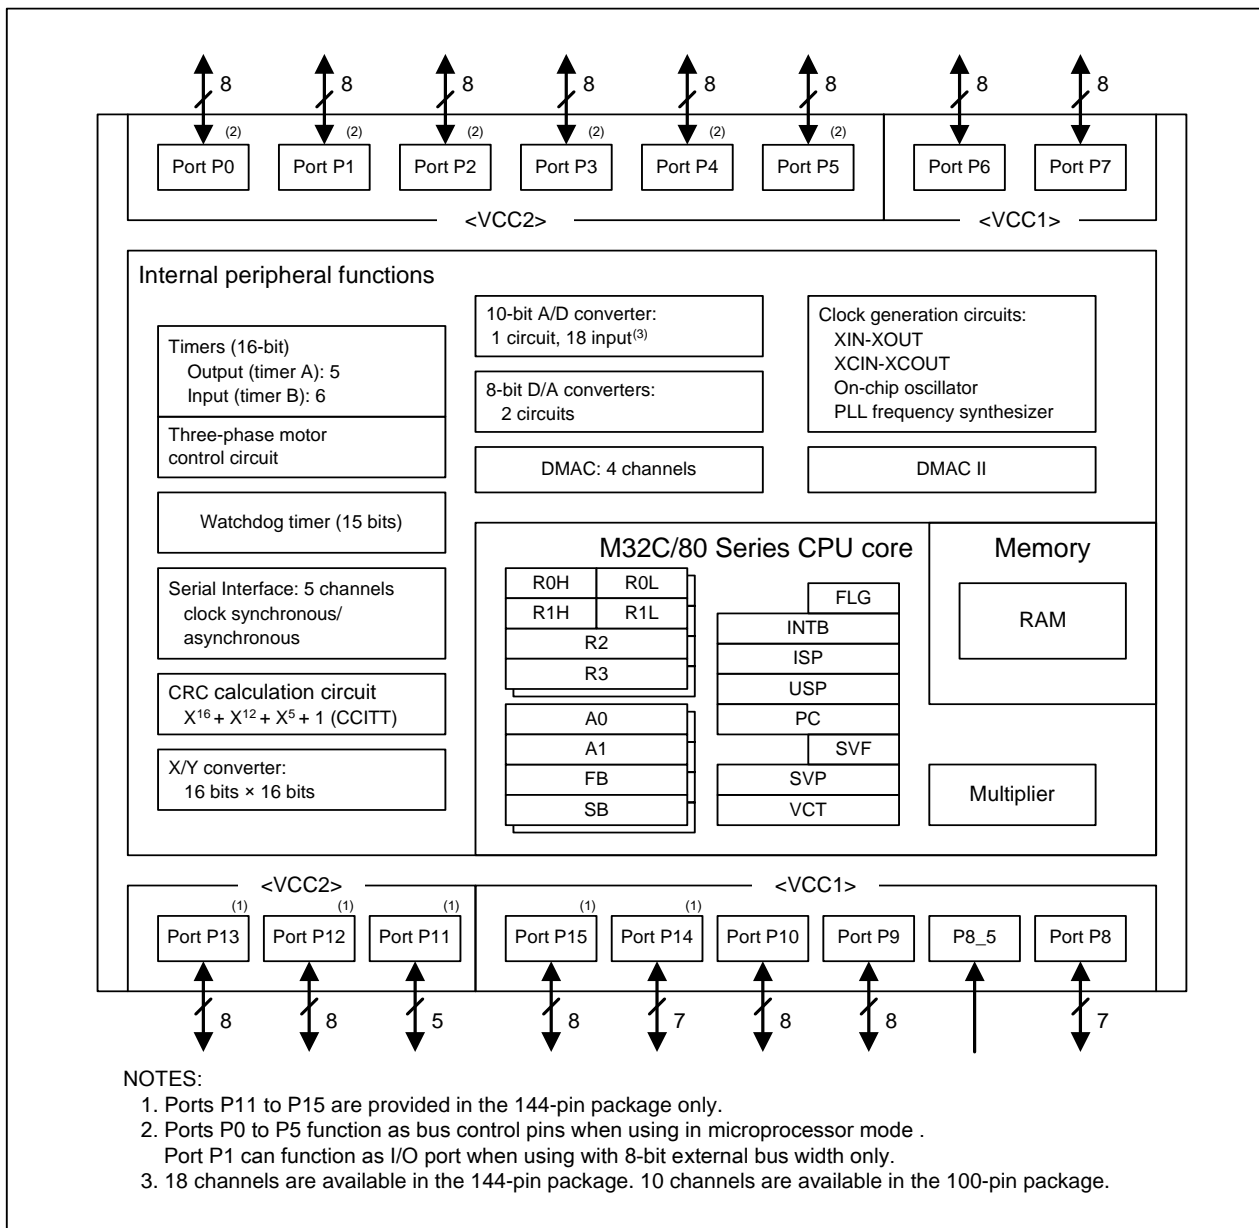 8 8 8 8 8 8 8 8
(2) (2) (2) (2) (2) (2)
Port P0 Port P1 Port P2 Port P3 Port P4 Port P5 Port P6 Port P7
<VCC2> <VCC1>
Internal peripheral functions
Timers (16-bit)
Output (timer A): 5
Input (timer B): 6
Three-phase motor
control circuit
Watchdog timer (15 bits)
Serial Interface: 5 channels
clock synchronous/
asynchronous
CRC calculation circuit
X¹⁶ + X¹² + X⁵ + 1 (CCITT)
X/Y converter:
16 bits × 16 bits
10-bit A/D converter:
1 circuit, 18 input⁽³⁾
8-bit D/A converters:
2 circuits
DMAC: 4 channels
Clock generation circuits:
XIN-XOUT
XCIN-XCOUT
On-chip oscillator
PLL frequency synthesizer
DMAC II
M32C/80 Series CPU core
R0H R0L
R1H R1L
R2
R3
A0
A1
FB
SB
FLG
INTB
ISP
USP
PC
SVF
SVP
VCT
Memory
RAM
Multiplier
<VCC2> <VCC1>
(1) (1) (1) (1) (1)
Port P13 Port P12 Port P11 Port P15 Port P14 Port P10 Port P9 P8_5 Port P8
8 8 5 8 7 8 8 7
NOTES:
1. Ports P11 to P15 are provided in the 144-pin package only.
2. Ports P0 to P5 function as bus control pins when using in microprocessor mode .
Port P1 can function as I/O port when using with 8-bit external bus width only.
3. 18 channels are available in the 144-pin package. 10 channels are available in the 100-pin package.